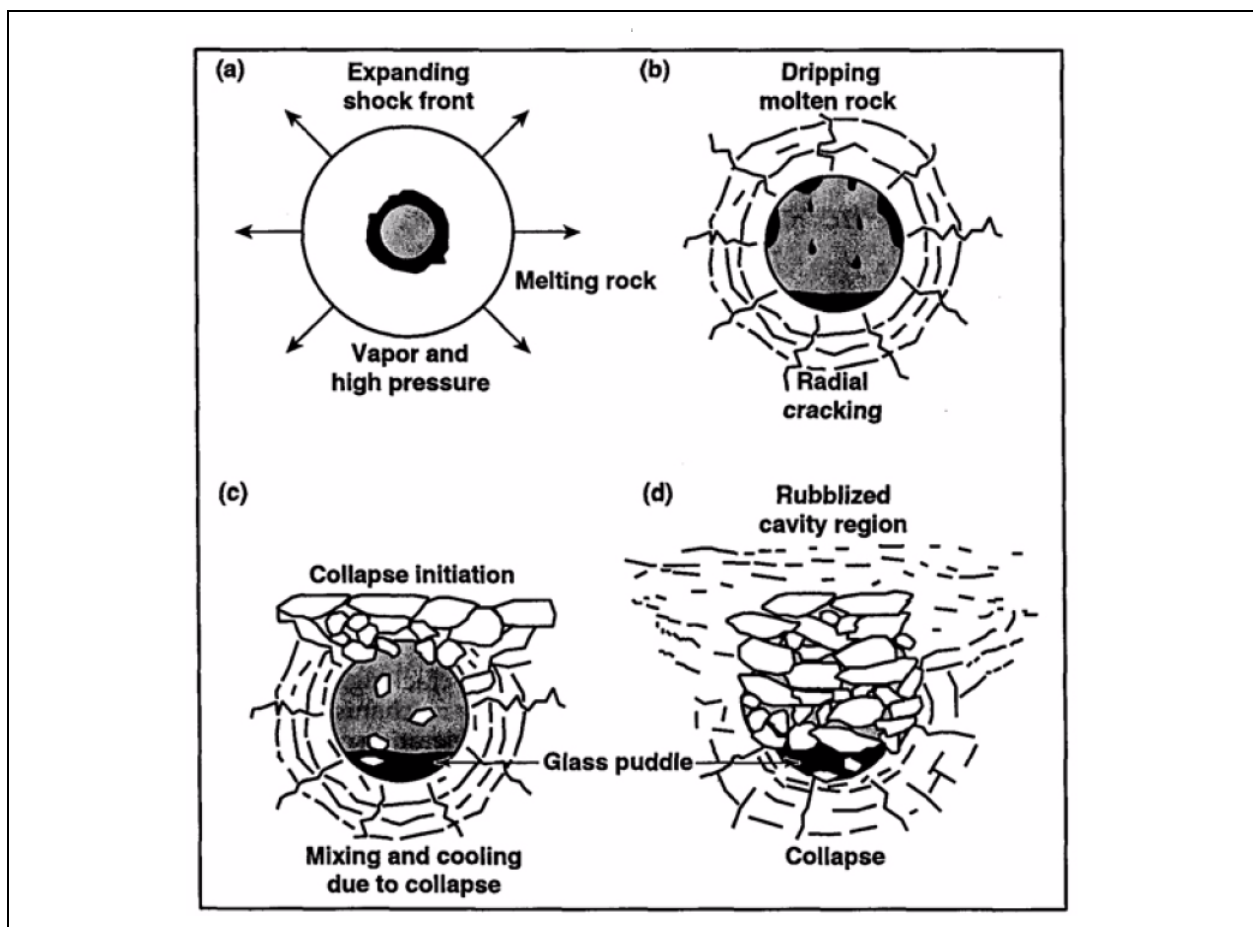 (a)
Expanding
shock front
Melting rock
Vapor and
high pressure
(b)
Dripping
molten rock
Radial
cracking
(c)
Collapse initiation
Glass puddle
Mixing and cooling
due to collapse
(d)
Rubblized
cavity region
Collapse